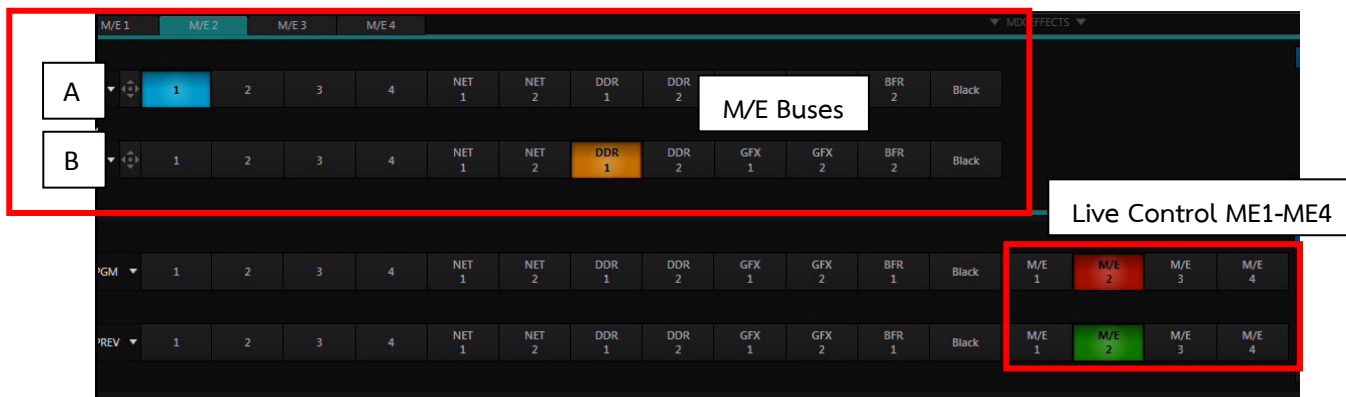 M/E 1 M/E 2 M/E 3 M/E 4 MIX EFFECTS
A 1 2 3 4 NET 1 NET 2 DDR 1 DDR 2 BFR 2 Black
M/E Buses
B 1 2 3 4 NET 1 NET 2 DDR 1 DDR 2 GFX 1 GFX 2 BFR 2 Black
Live Control ME1-ME4
PGM 1 2 3 4 NET 1 NET 2 DDR 1 DDR 2 GFX 1 GFX 2 BFR 1 Black M/E 1 M/E 2 M/E 3 M/E 4
PREV 1 2 3 4 NET 1 NET 2 DDR 1 DDR 2 GFX 1 GFX 2 BFR 1 Black M/E 1 M/E 2 M/E 3 M/E 4